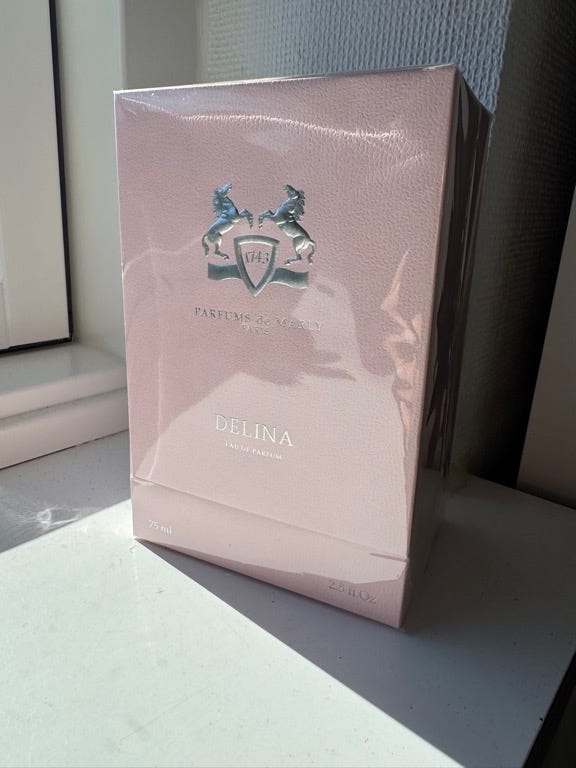 1743
PARFUMS de MARLY
PARIS
DELINA
EAU DE PARFUM
75 ml
2.5 fl.Oz